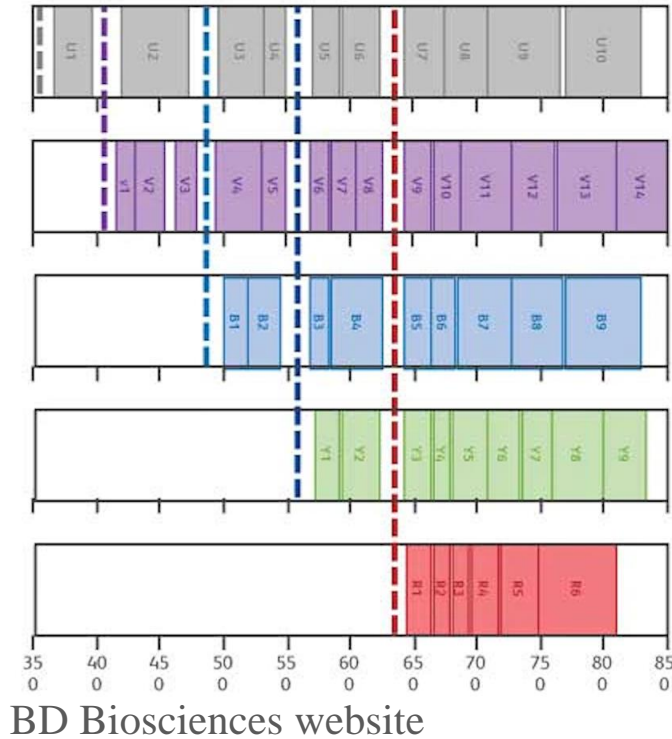 U1 U2 U3 U4 U5 U6 U7 U8 U9 U10
V1 V2 V3 V4 V5 V6 V7 V8 V9 V10 V11 V12 V13 V14
B1 B2 B3 B4 B5 B6 B7 B8 B9
Y1 Y2 Y3 Y4 Y5 Y6 Y7 Y8 Y9
R1 R2 R3 R4 R5 R6
35 40 45 50 55 60 65 70 75 80 85
0 0 0 0 0 0 0 0 0 0 0
BD Biosciences website